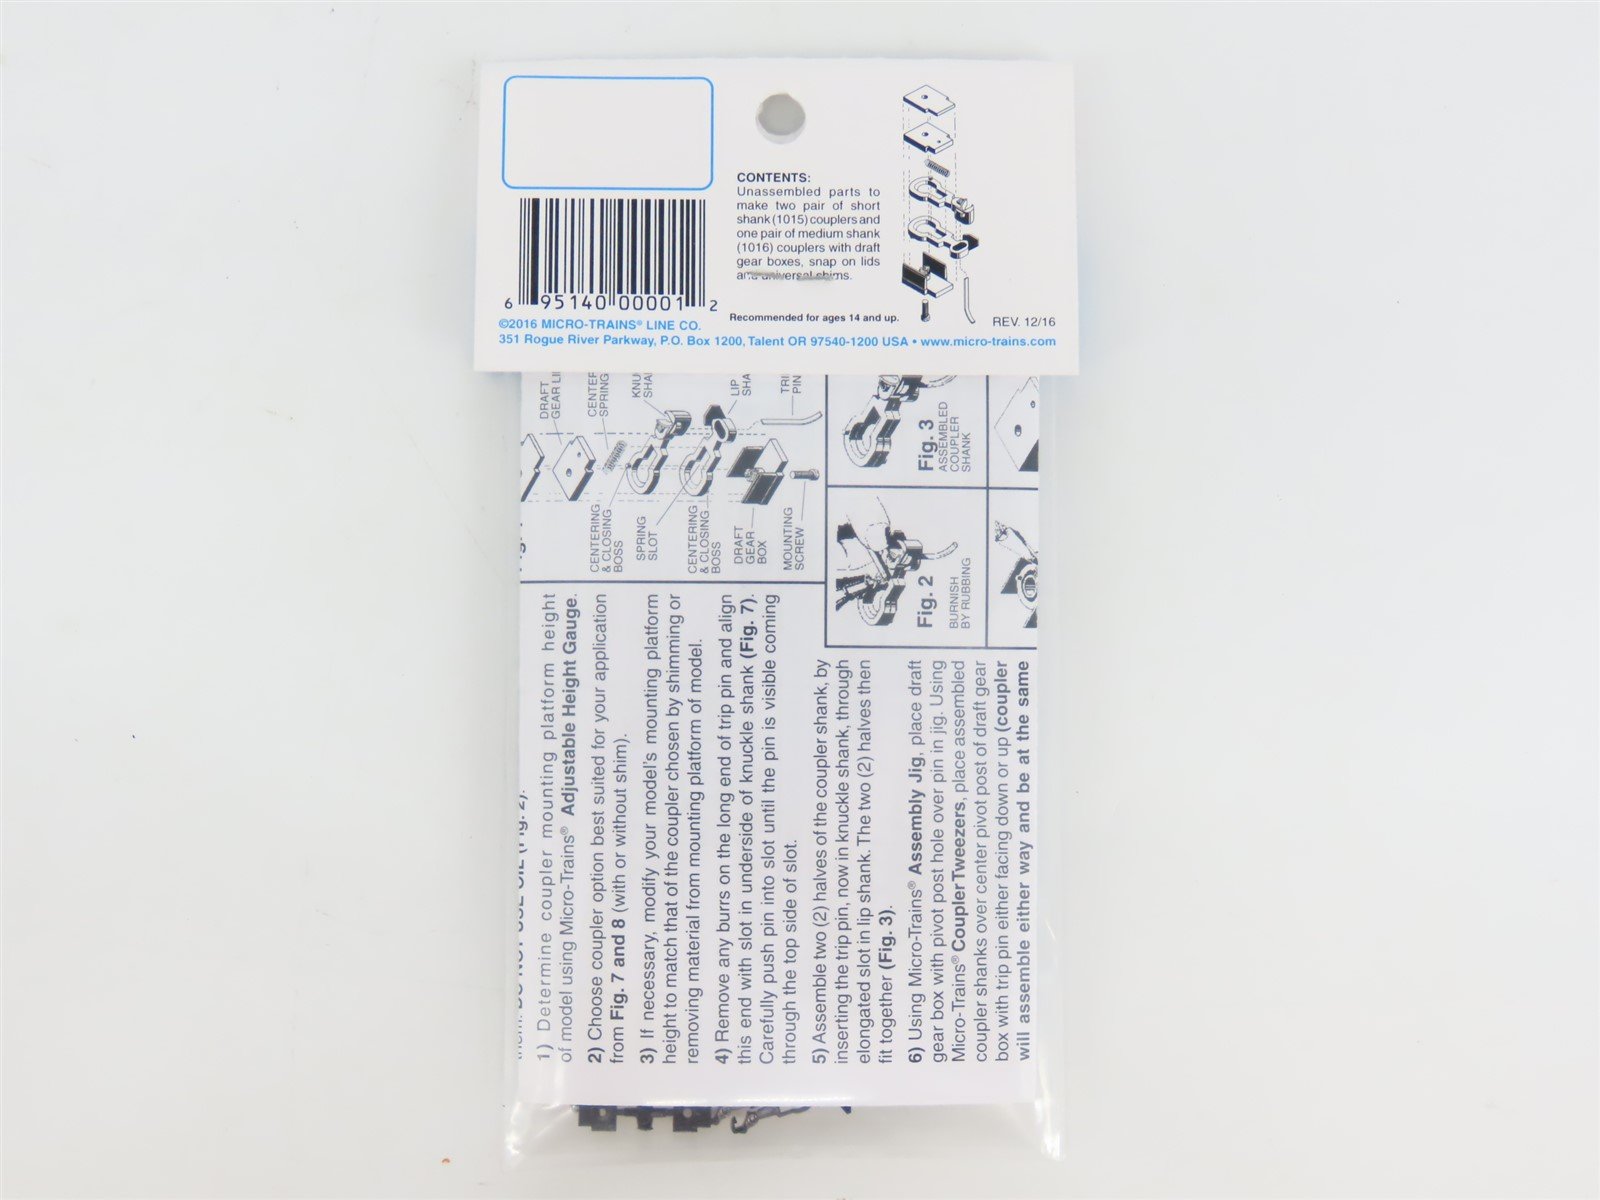 CONTENTS:
Unassembled parts to
make two pair of short
shank (1015) couplers and
one pair of medium shank
(1016) couplers with draft
gear boxes, snap on lids
and universal shims.
Recommended for ages 14 and up.
REV. 12/16
6 95140 00001 2
©2016 MICRO-TRAINS® LINE CO.
351 Rogue River Parkway, P.O. Box 1200, Talent OR 97540-1200 USA • www.micro-trains.com
DRAFT
GEAR
CENTER
SPRING
LIP
PIN
CENTERING
& CLOSING
BOSS
SPRING
SLOT
CENTERING
& CLOSING
BOSS
DRAFT
GEAR
BOX
MOUNTING
SCREW
Fig. 3
ASSEMBLED
COUPLER
SHANK
Fig. 2
BURNISH
BY RUBBING
1) Determine coupler mounting platform height
of model using Micro-Trains® Adjustable Height Gauge.
2) Choose coupler option best suited for your application
from Fig. 7 and 8 (with or without shim).
3) If necessary, modify your model's mounting platform
height to match that of the coupler chosen by shimming or
removing material from mounting platform of model.
4) Remove any burrs on the long end of trip pin and align
this end with slot in underside of knuckle shank (Fig. 7).
Carefully push pin into slot until the pin is visible coming
through the top side of slot.
5) Assemble two (2) halves of the coupler shank, by
inserting the trip pin, now in knuckle shank, through
elongated slot in lip shank. The two (2) halves then
fit together (Fig. 3).
6) Using Micro-Trains® Assembly Jig, place draft
gear box with pivot post hole over pin in jig. Using
Micro-Trains® Coupler Tweezers, place assembled
coupler shanks over center pivot post of draft gear
box with trip pin either facing down or up (coupler
will assemble either way and be at the same